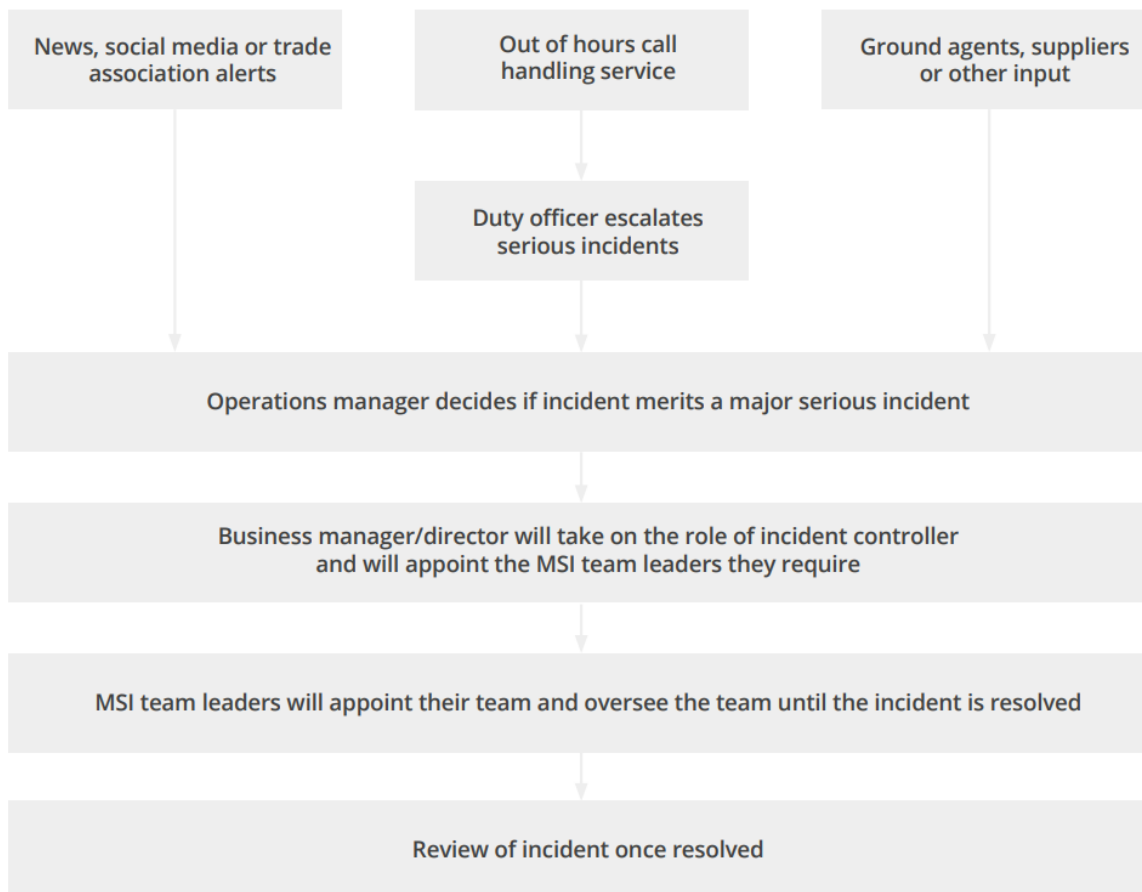 News, social media or trade
association alerts
Out of hours call
handling service
Ground agents, suppliers
or other input
Duty officer escalates
serious incidents
Operations manager decides if incident merits a major serious incident
Business manager/director will take on the role of incident controller
and will appoint the MSI team leaders they require
MSI team leaders will appoint their team and oversee the team until the incident is resolved
Review of incident once resolved